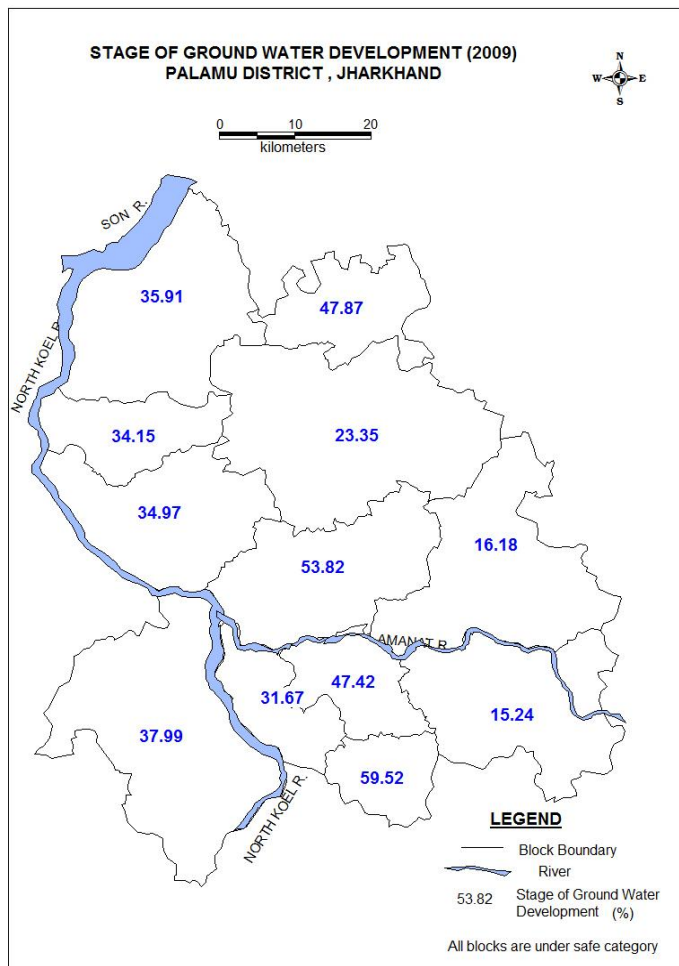 STAGE OF GROUND WATER DEVELOPMENT (2009)
PALAMU DISTRICT , JHARKHAND
N
W E
S
0 10 20
kilometers
SON R.
35.91
47.87
NORTH KOEL R.
34.15
23.35
34.97
16.18
53.82
AMANAT R.
47.42
31.67
15.24
37.99
59.52
NORTH KOEL R.
LEGEND
Block Boundary
River
53.82 Stage of Ground Water
Development (%)
All blocks are under safe category